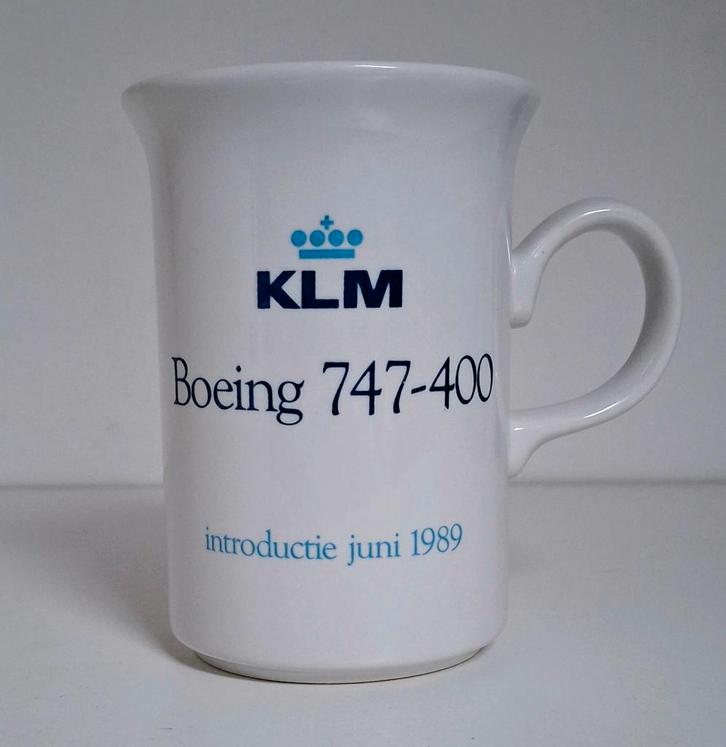 KLM
Boeing 747-400
introductie juni 1989